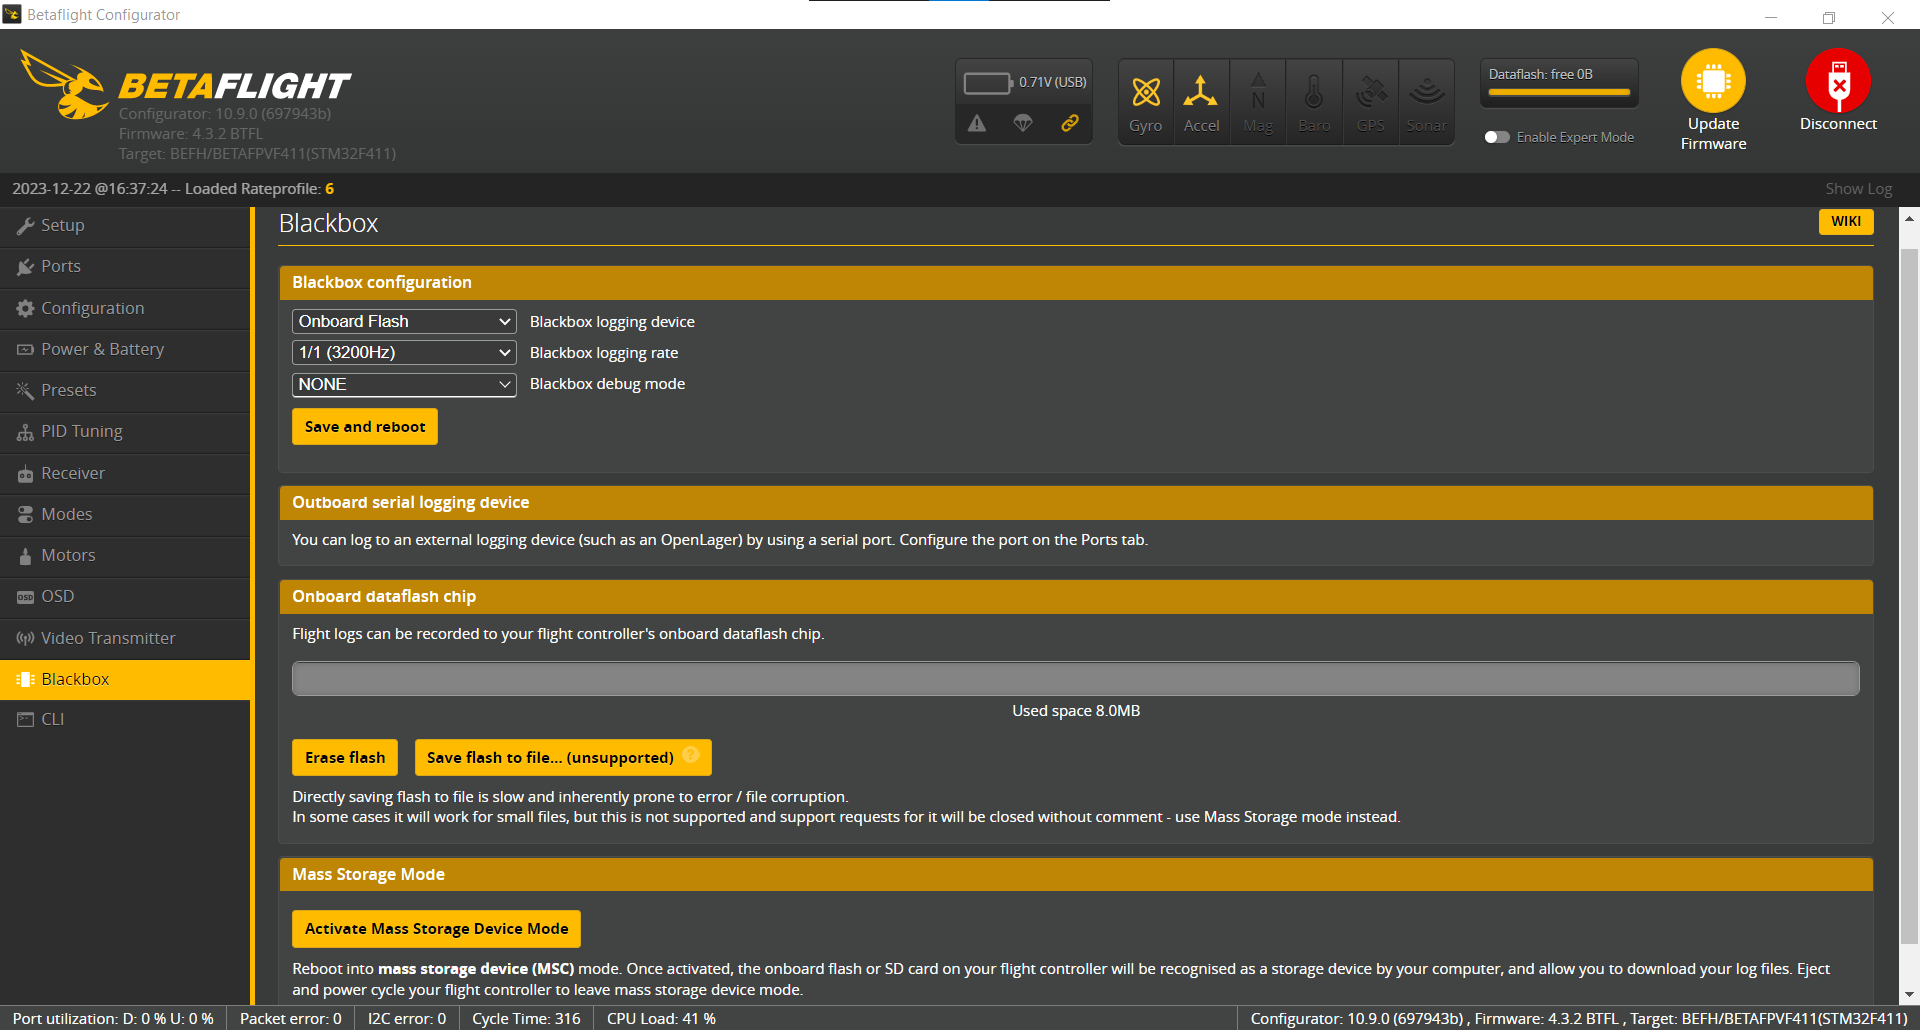 Betaflight Configurator
BETAFLIGHT
Configurator: 10.9.0 (697943b)
Firmware: 4.3.2 BTFL
Target: BEFH/BETAFPVF411(STM32F411)
0.71V (USB)
Gyro
Accel
Mag
Baro
GPS
Sonar
Dataflash: free 0B
Enable Expert Mode
Update
Firmware
Disconnect
2023-12-22 @16:37:24 -- Loaded Rateprofile: 6
Show Log
Setup
Ports
Configuration
Power & Battery
Presets
PID Tuning
Receiver
Modes
Motors
OSD
Video Transmitter
Blackbox
CLI
Blackbox
WIKI
Blackbox configuration
Onboard Flash Blackbox logging device
1/1 (3200Hz) Blackbox logging rate
NONE Blackbox debug mode
Save and reboot
Outboard serial logging device
You can log to an external logging device (such as an OpenLager) by using a serial port. Configure the port on the Ports tab.
Onboard dataflash chip
Flight logs can be recorded to your flight controller's onboard dataflash chip.
Used space 8.0MB
Erase flash
Save flash to file... (unsupported) ?
Directly saving flash to file is slow and inherently prone to error / file corruption.
In some cases it will work for small files, but this is not supported and support requests for it will be closed without comment - use Mass Storage mode instead.
Mass Storage Mode
Activate Mass Storage Device Mode
Reboot into mass storage device (MSC) mode. Once activated, the onboard flash or SD card on your flight controller will be recognised as a storage device by your computer, and allow you to download your log files. Eject
and power cycle your flight controller to leave mass storage device mode.
Port utilization: D: 0 % U: 0 %
Packet error: 0
I2C error: 0
Cycle Time: 316
CPU Load: 41 %
Configurator: 10.9.0 (697943b) , Firmware: 4.3.2 BTFL , Target: BEFH/BETAFPVF411(STM32F411)